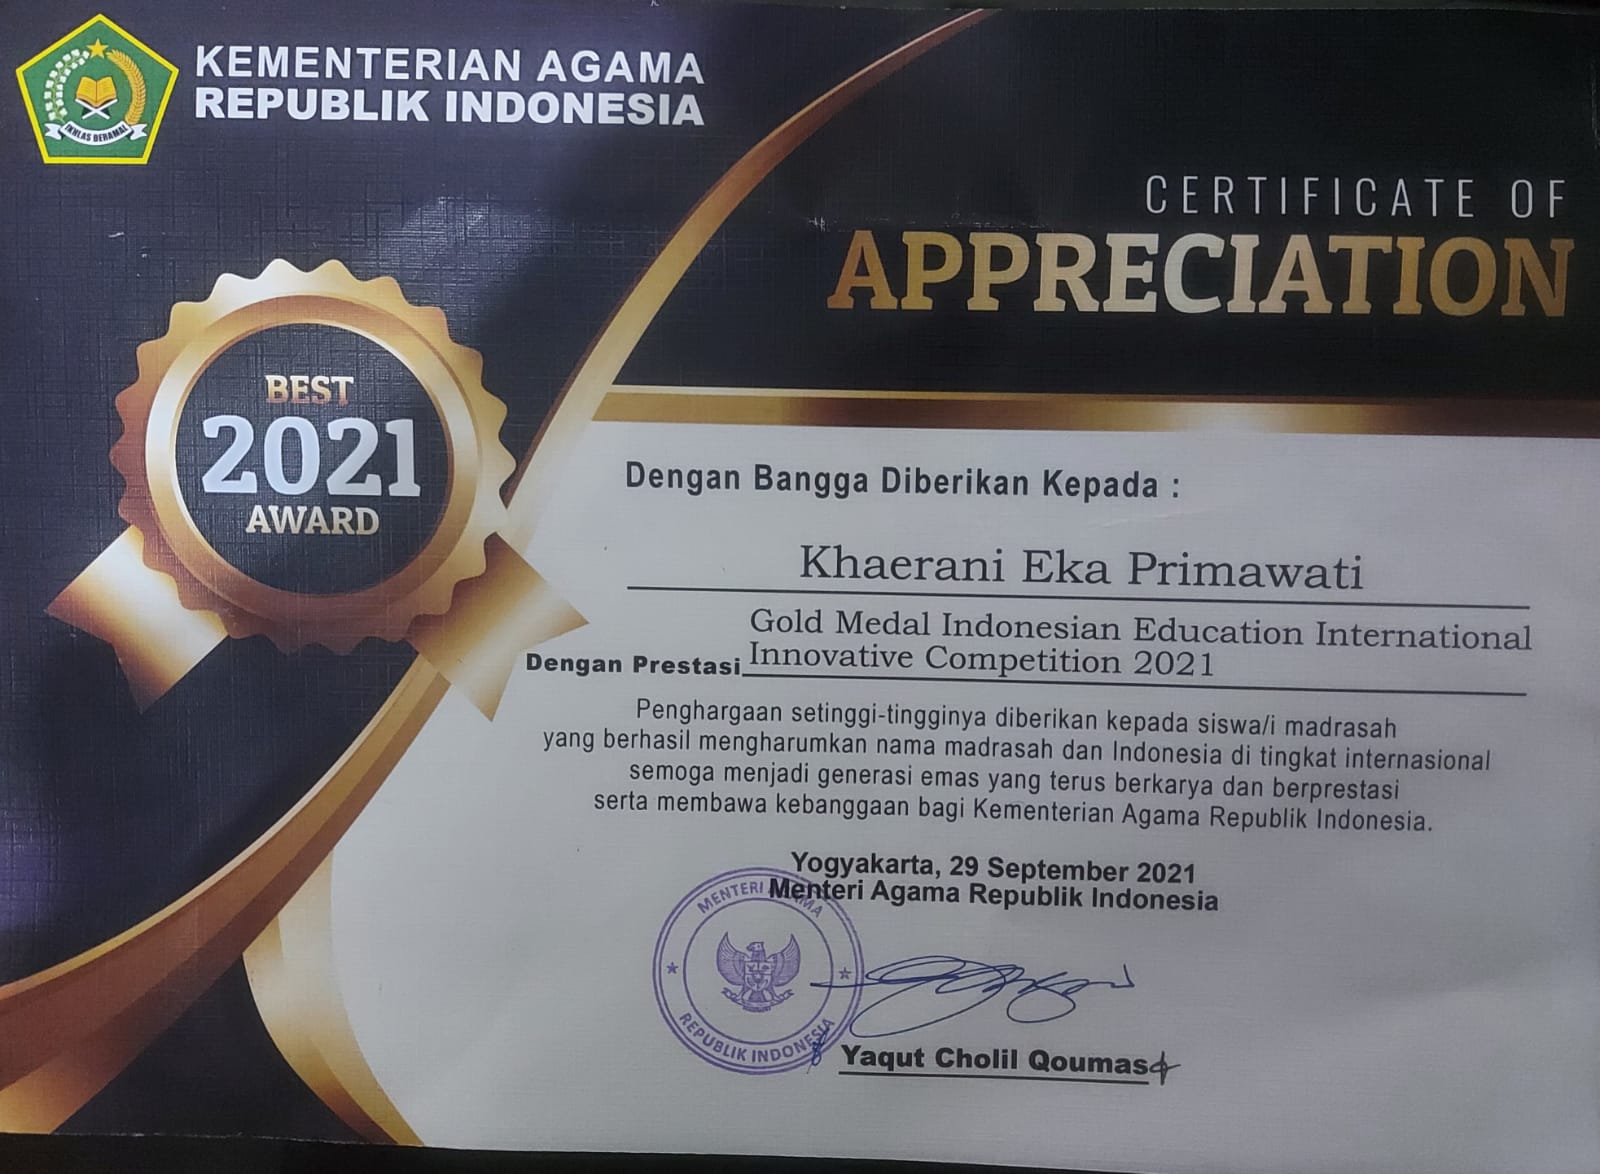 KEMENTERIAN AGAMA
REPUBLIK INDONESIA
IKHLAS BERAMAL
CERTIFICATE OF
APPRECIATION
BEST
2021
AWARD
Dengan Bangga Diberikan Kepada :
Khaerani Eka Primawati
Gold Medal Indonesian Education International
Dengan Prestasi Innovative Competition 2021
Penghargaan setinggi-tingginya diberikan kepada siswa/i madrasah
yang berhasil mengharumkan nama madrasah dan Indonesia di tingkat internasional
semoga menjadi generasi emas yang terus berkarya dan berprestasi
serta membawa kebanggaan bagi Kementerian Agama Republik Indonesia.
Yogyakarta, 29 September 2021
Menteri Agama Republik Indonesia
MENTERI AGAMA
REPUBLIK INDONESIA
Yaqut Cholil Qoumas